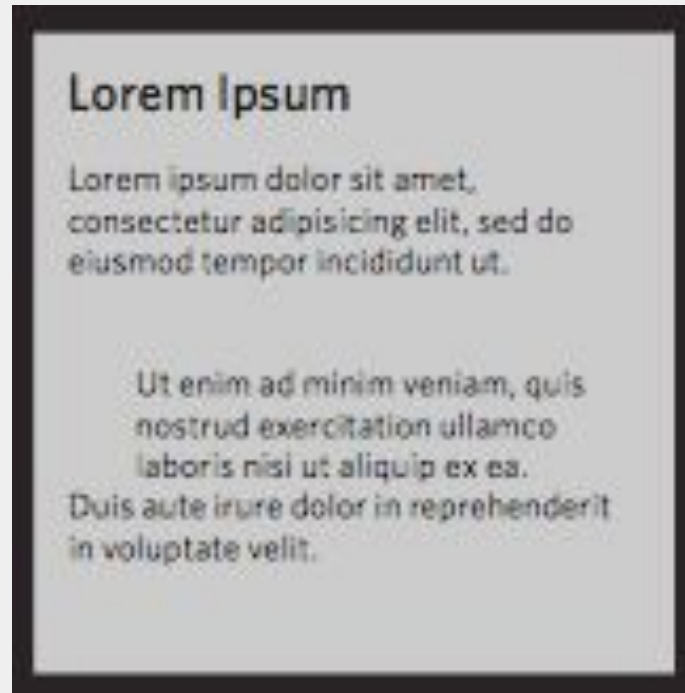 Lorem Ipsum
Lorem ipsum dolor sit amet,
consectetur adipisicing elit, sed do
eiusmod tempor incididunt ut.
Ut enim ad minim veniam, quis
nostrud exercitation ullamco
laboris nisi ut aliquip ex ea.
Duis aute irure dolor in reprehenderit
in voluptate velit.